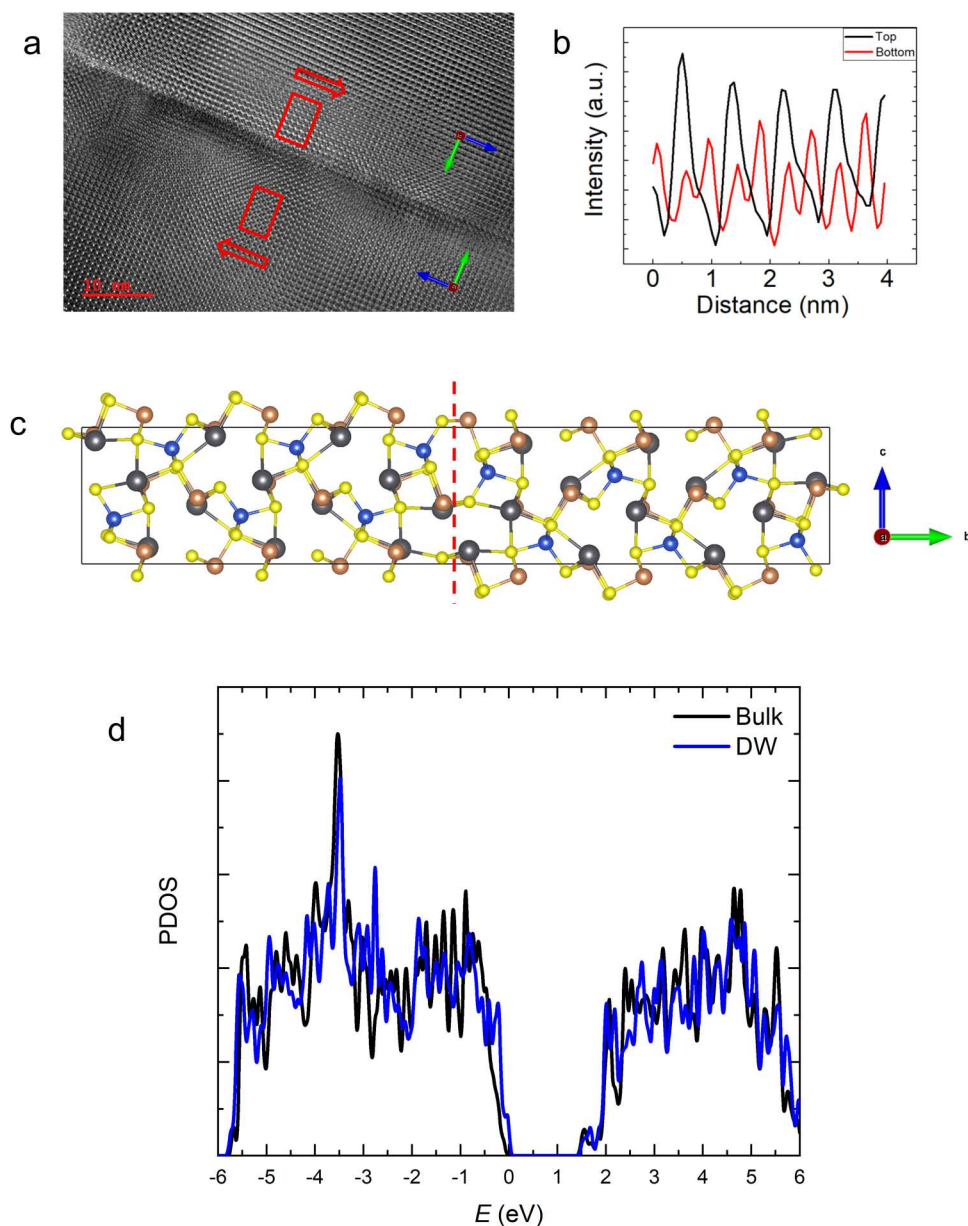 a
10 nm
b
Intensity (a.u.)
Top
Bottom
0 1 2 3 4
Distance (nm)
c
c
a
b
d
PDOS
Bulk
DW
-6 -5 -4 -3 -2 -1 0 1 2 3 4 5 6
E (eV)